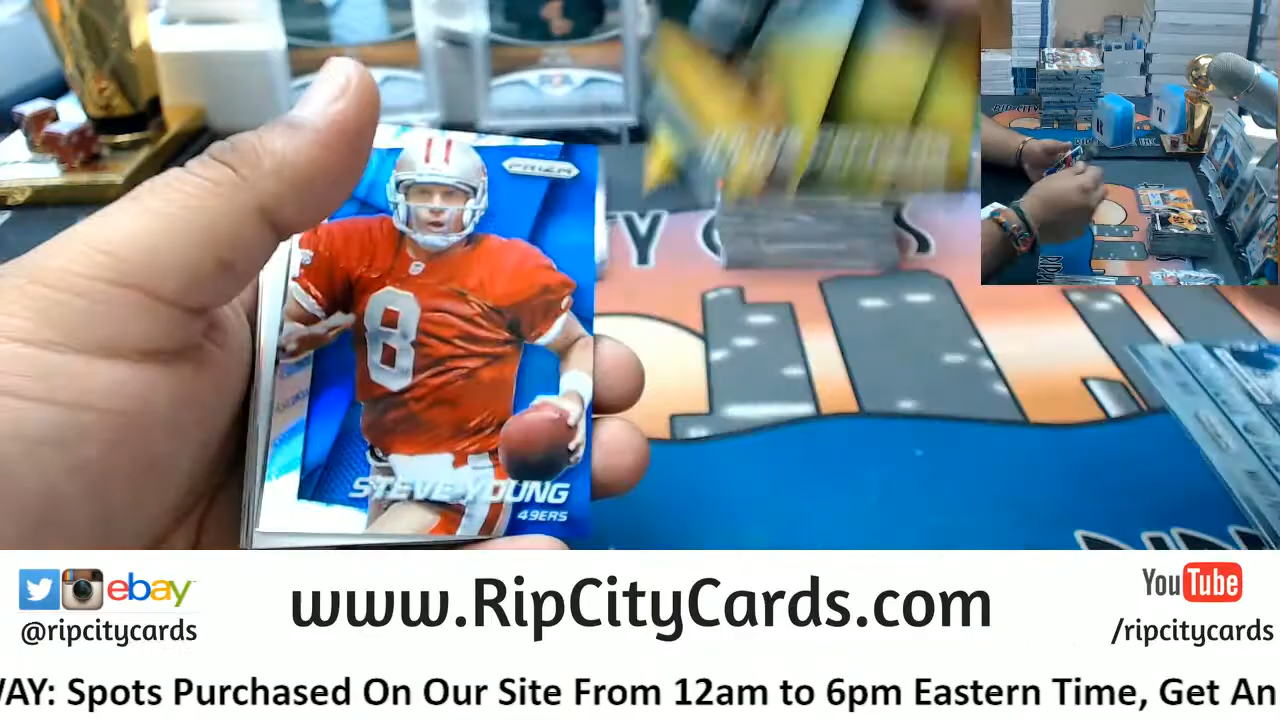 PRIZM
8
STEVE YOUNG
49ERS
ebay
@ripcitycards
www.RipCityCards.com
YouTube
/ripcitycards
WAY: Spots Purchased On Our Site From 12am to 6pm Eastern Time, Get An